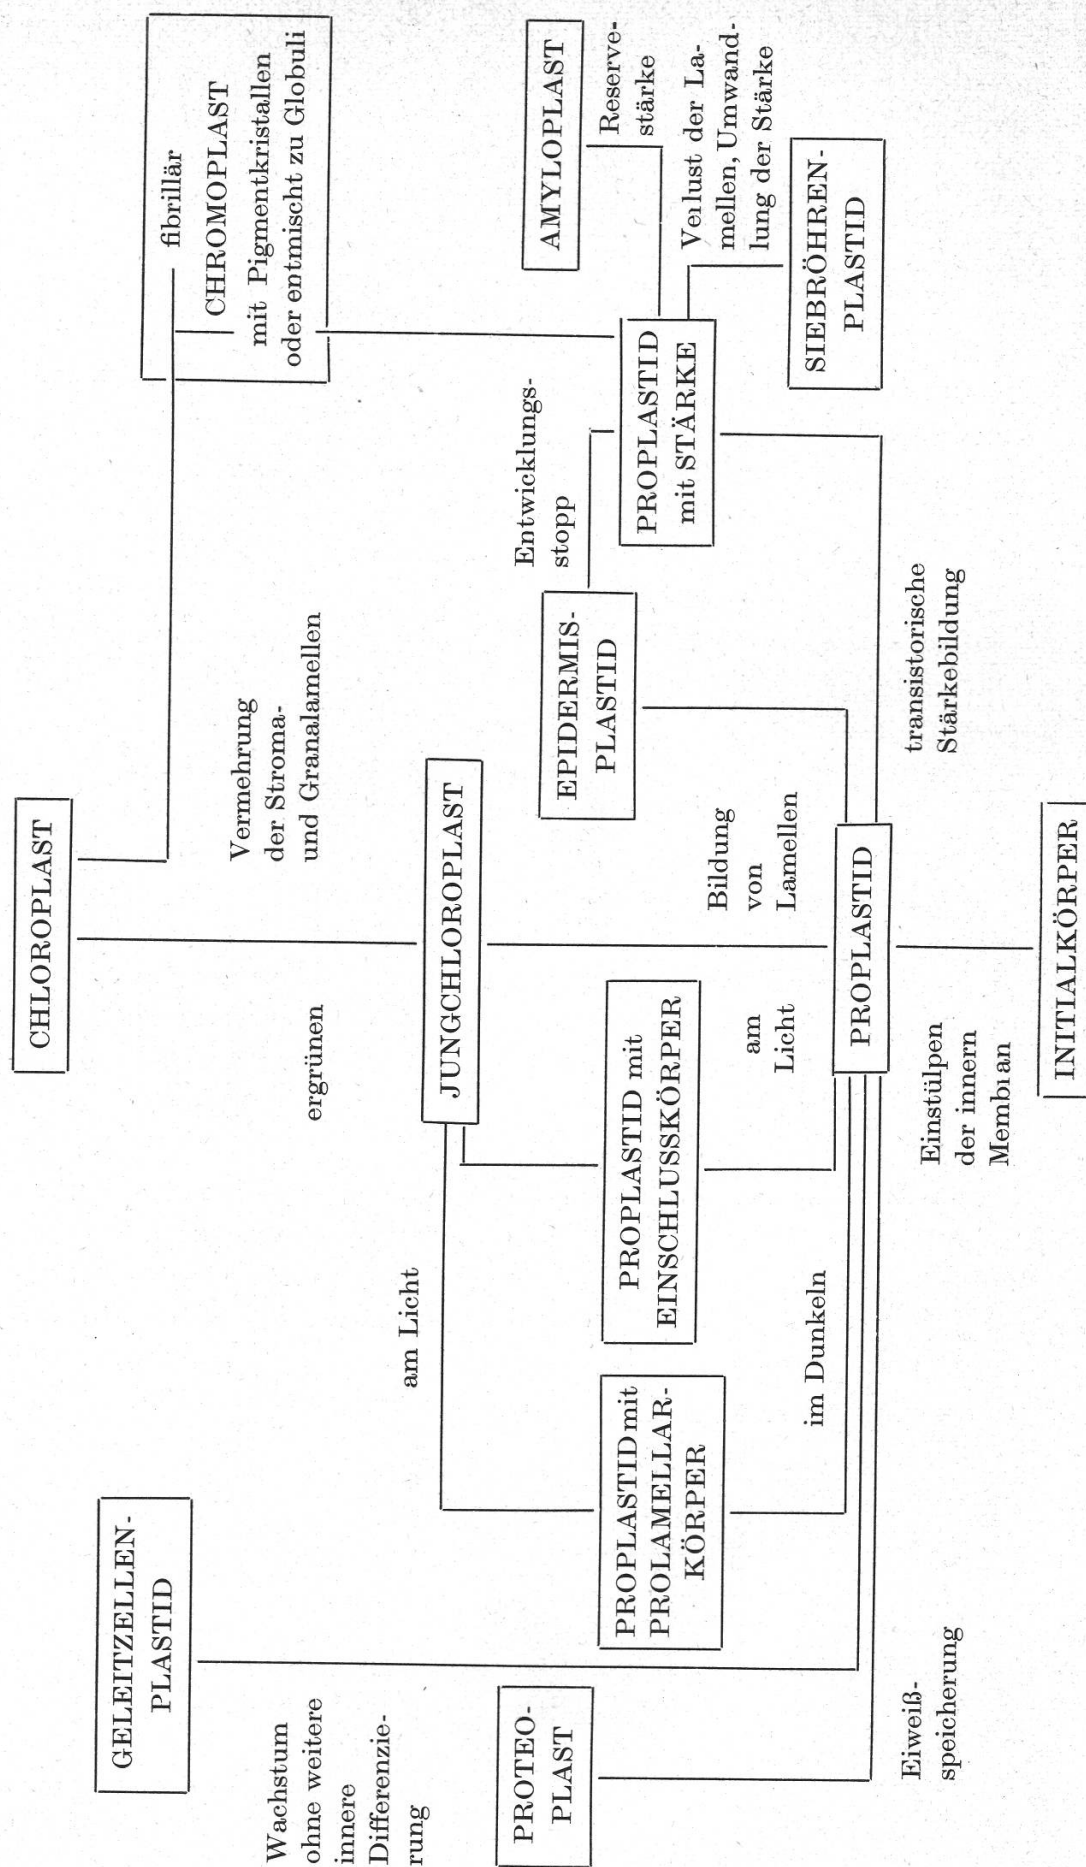 CHLOROPLAST
GELEITZELLEN-
PLASTID
fibrillär
CHROMOPLAST
mit Pigmentkristallen
oder entmischt zu Globuli
Wachstum
ohne weitere
innere
Differenzie-
rung
ergrünen
Vermehrung
der Stroma-
und Granalamellen
am Licht
JUNGCHLOROPLAST
PROTEO-
PLAST
Entwicklungs-
stopp
AMYLOPLAST
EPIDERMIS-
PLASTID
Reserve-
stärke
PROPLASTID mit
PROLAMELLAR-
KÖRPER
PROPLASTID mit
EINSCHLUSSKÖRPER
PROPLASTID
mit STÄRKE
Verlust der La-
mellen, Umwand-
lung der Stärke
am
Licht
Bildung
von
Lamellen
im Dunkeln
SIEBRÖHREN-
PLASTID
PROPLASTID
Eiweiß-
speicherung
Einstülpen
der innern
Membran
transistorische
Stärkebildung
INITIALKÖRPER